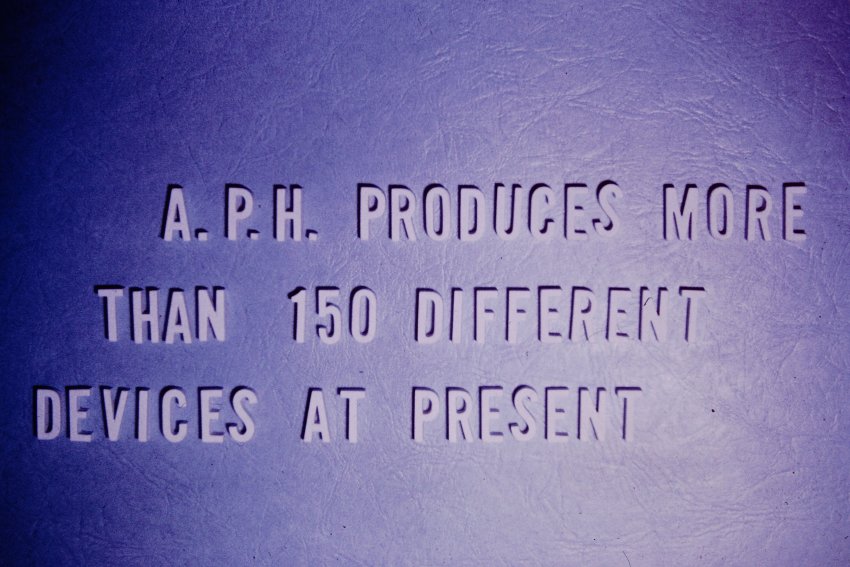 A.P.H. PRODUCES MORE
THAN 150 DIFFERENT
DEVICES AT PRESENT